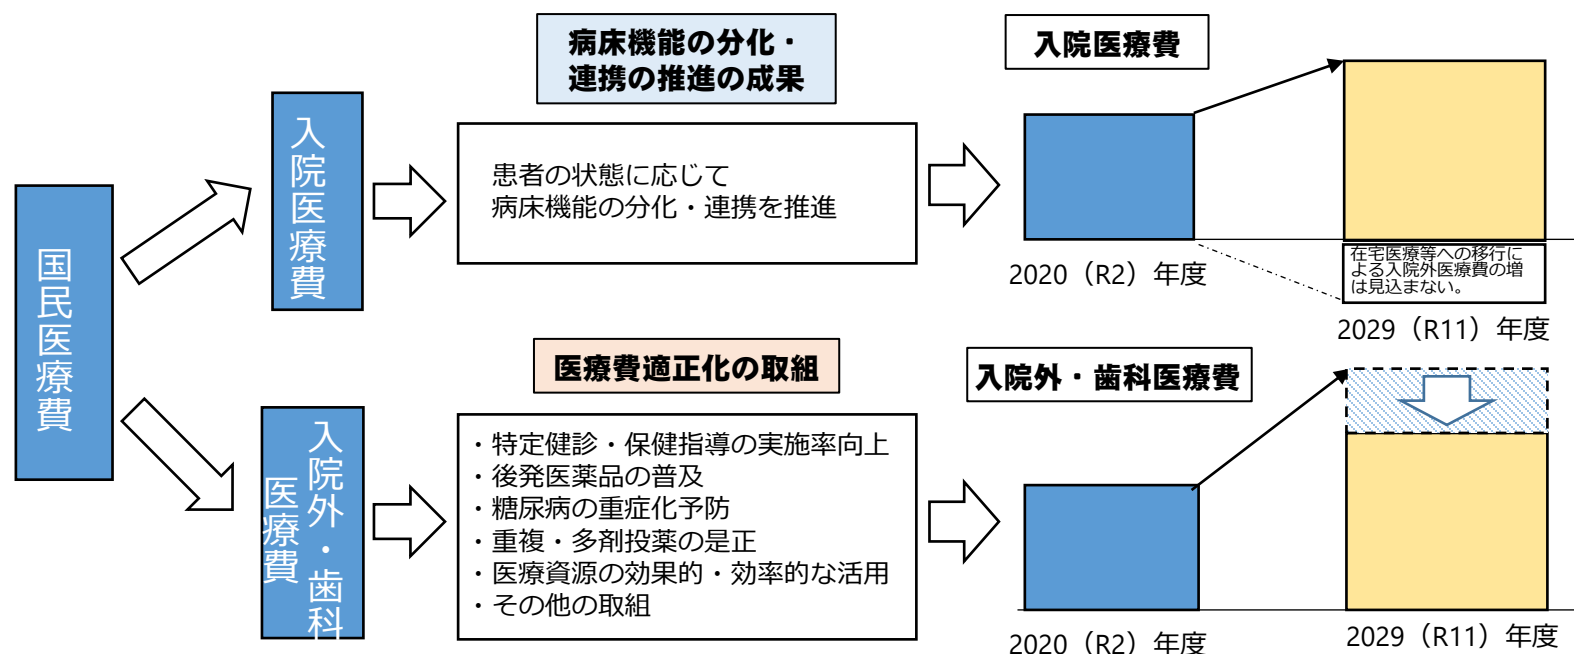 国民医療費
入院医療費
病床機能の分化・
連携の推進の成果
患者の状態に応じて
病床機能の分化・連携を推進
入院医療費
2020（R2）年度
在宅医療等への移行に
よる入院外医療費の増
は見込まない。
2029（R11）年度
入院外・歯科
医療費
医療費適正化の取組
・特定健診・保健指導の実施率向上
・後発医薬品の普及
・糖尿病の重症化予防
・重複・多剤投薬の是正
・医療資源の効果的・効率的な活用
・その他の取組
入院外・歯科医療費
2020（R2）年度
2029（R11）年度